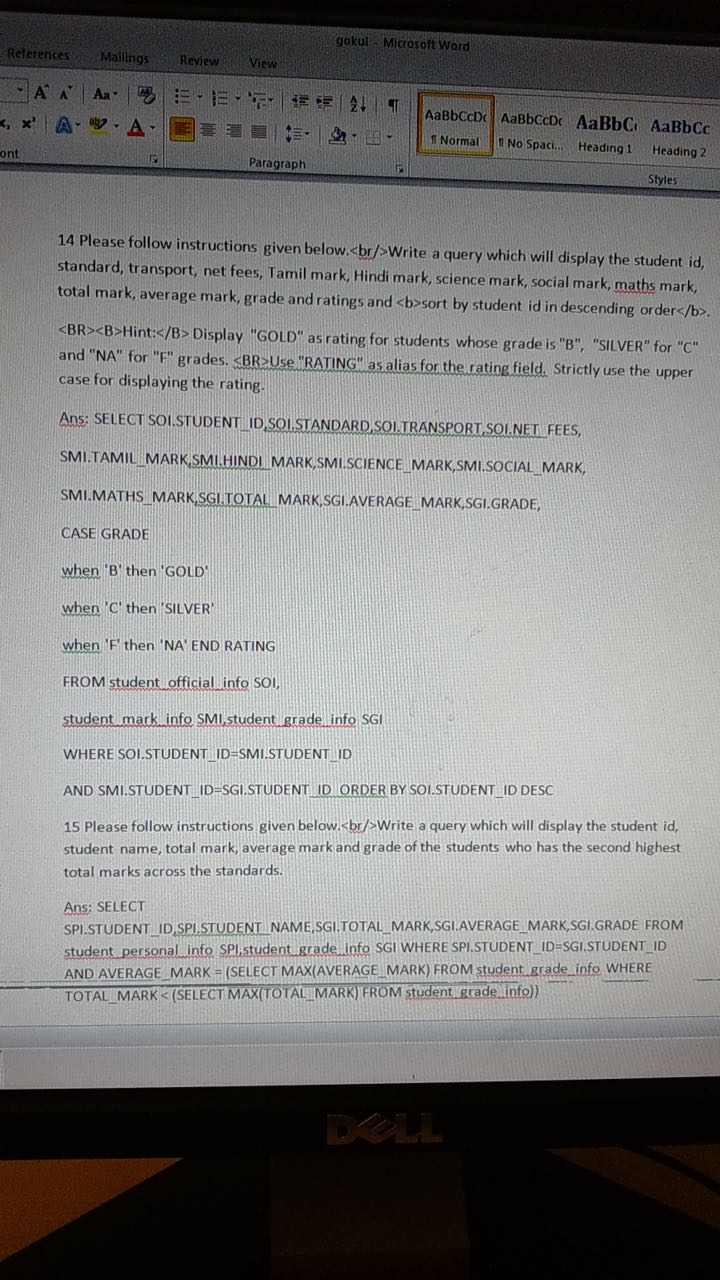 gokul - Microsoft Word
References Mailings Review View
Aa
AaBbCcDc AaBbCcDc AaBbC AaBbCc
¶ Normal ¶ No Spaci... Heading 1 Heading 2
ont Paragraph Styles
14 Please follow instructions given below.<br/>Write a query which will display the student id,
standard, transport, net fees, Tamil mark, Hindi mark, science mark, social mark, maths mark,
total mark, average mark, grade and ratings and <b>sort by student id in descending order</b>.
<BR><B>Hint:</B> Display "GOLD" as rating for students whose grade is "B", "SILVER" for "C"
and "NA" for "F" grades. <BR>Use "RATING" as alias for the rating field. Strictly use the upper
case for displaying the rating.
Ans: SELECT SOI.STUDENT_ID,SOI.STANDARD,SOI.TRANSPORT,SOI.NET_FEES,
SMI.TAMIL_MARK,SMI.HINDI_MARK,SMI.SCIENCE_MARK,SMI.SOCIAL_MARK,
SMI.MATHS_MARK,SGI.TOTAL_MARK,SGI.AVERAGE_MARK,SGI.GRADE,
CASE GRADE
when 'B' then 'GOLD'
when 'C' then 'SILVER'
when 'F' then 'NA' END RATING
FROM student_official_info SOI,
student_mark_info SMI,student_grade_info SGI
WHERE SOI.STUDENT_ID=SMI.STUDENT_ID
AND SMI.STUDENT_ID=SGI.STUDENT_ID ORDER BY SOI.STUDENT_ID DESC
15 Please follow instructions given below.<br/>Write a query which will display the student id,
student name, total mark, average mark and grade of the students who has the second highest
total marks across the standards.
Ans: SELECT
SPI.STUDENT_ID,SPI.STUDENT_NAME,SGI.TOTAL_MARK,SGI.AVERAGE_MARK,SGI.GRADE FROM
student_personal_info SPI,student_grade_info SGI WHERE SPI.STUDENT_ID=SGI.STUDENT_ID
AND AVERAGE_MARK = (SELECT MAX(AVERAGE_MARK) FROM student_grade_info WHERE
TOTAL_MARK < (SELECT MAX(TOTAL_MARK) FROM student_grade_info))
DELL